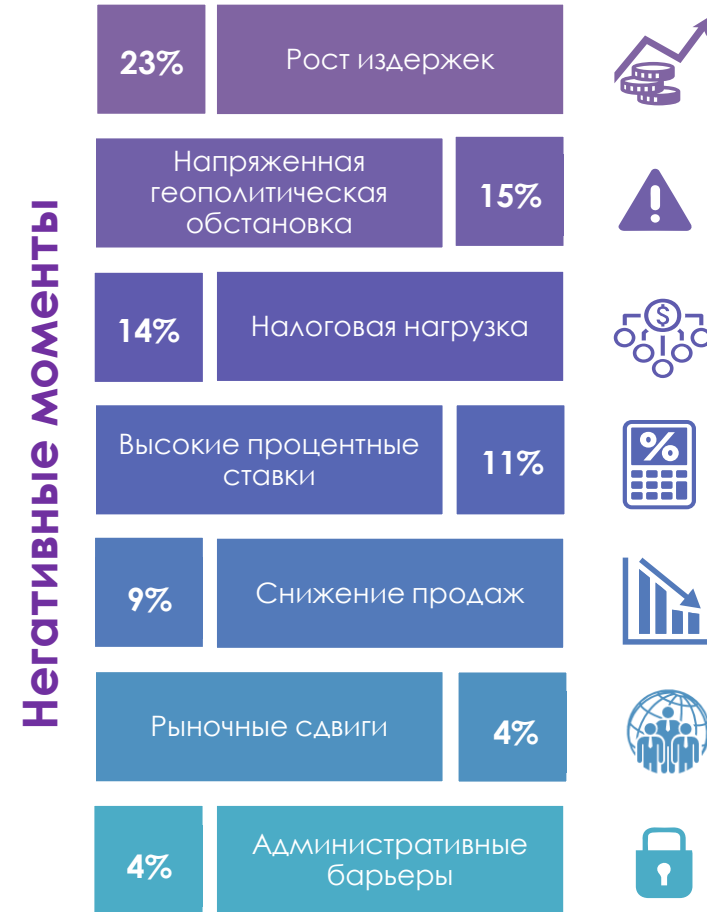 Негативные моменты
23%
Рост издержек
Напряженная
геополитическая
обстановка
15%
14%
Налоговая нагрузка
Высокие процентные
ставки
11%
9%
Снижение продаж
Рыночные сдвиги
4%
4%
Административные
барьеры